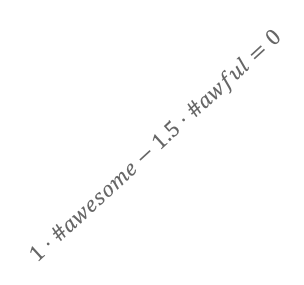 1 · #awesome − 1.5 · #awful = 0